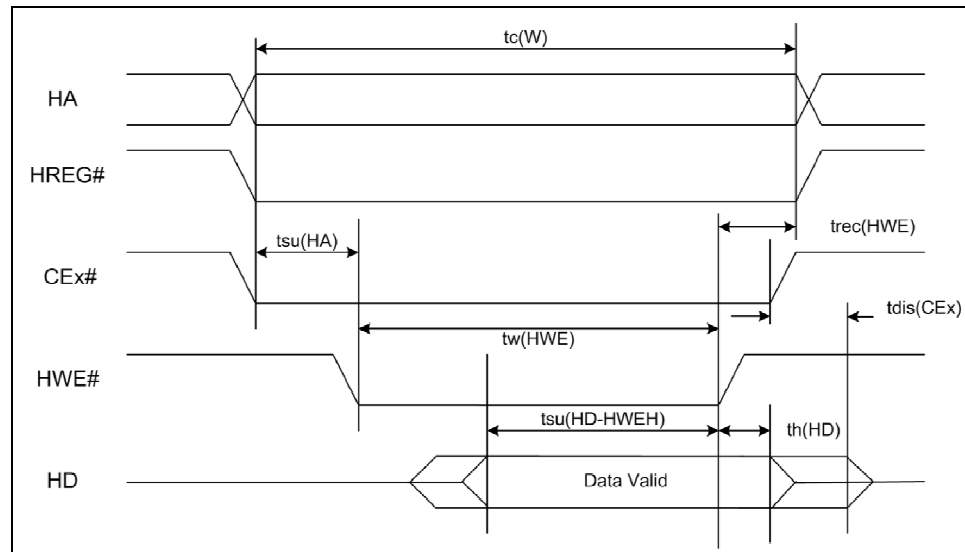 tc(W)
HA
HREG#
tsu(HA)
trec(HWE)
CEx#
tdis(CEx)
tw(HWE)
HWE#
tsu(HD-HWEH)
th(HD)
HD
Data Valid